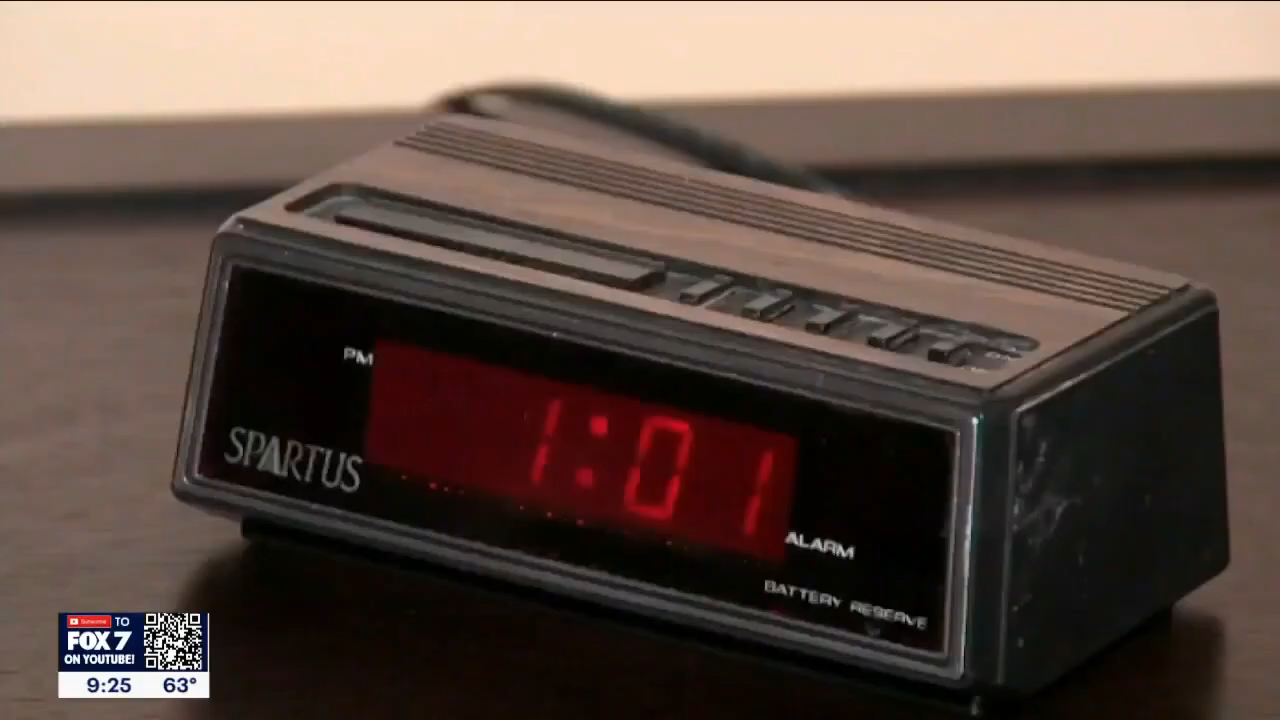 PM
1:01
SPARTUS
ALARM
BATTERY RESERVE
Subscribe TO
FOX 7
ON YOUTUBE!
9:25 63°